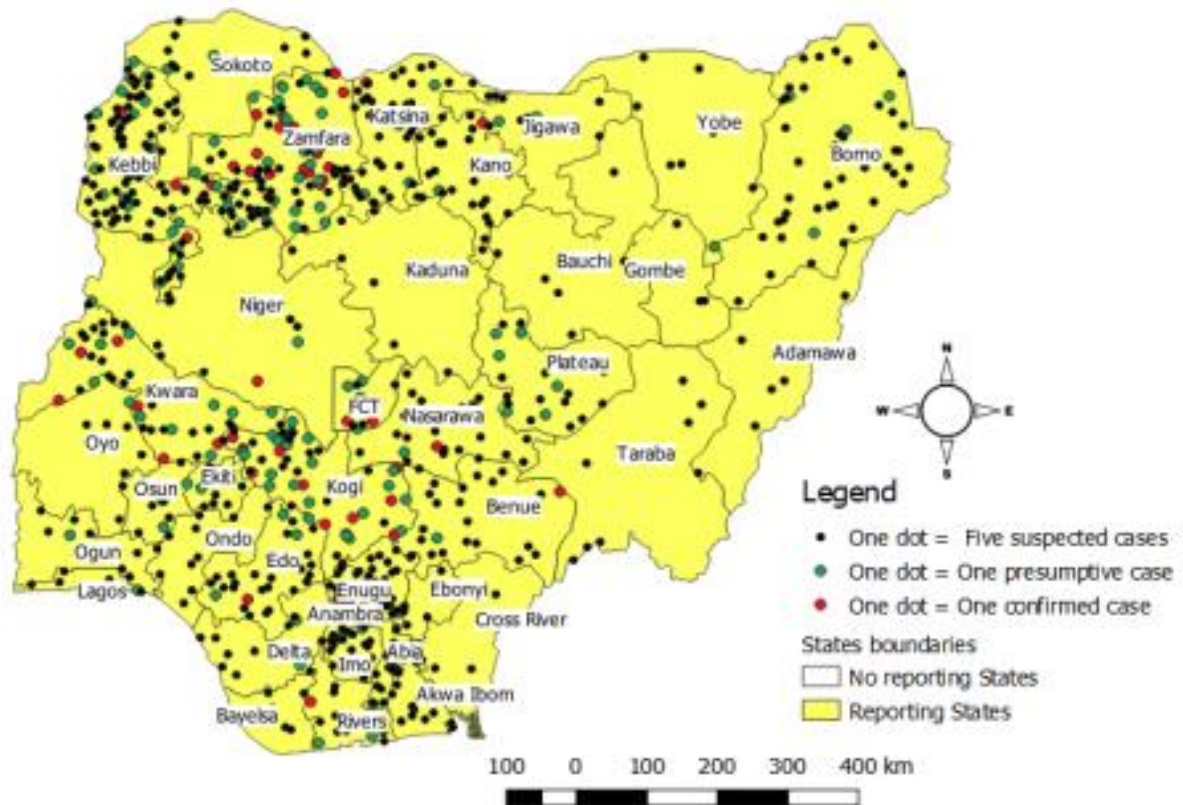 Sokoto
Katsina
Zamfara
Jigawa
Yobe
Borno
Kebbi
Kano
Kaduna
Bauchi
Gombe
Niger
Plateau
Adamawa
Kwara
FCT
Nasarawa
Oyo
Taraba
Ekiti
Osun
Kogi
Benue
Ondo
Ogun
Edo
Lagos
Enugu
Ebonyi
Anambra
Cross River
Delta
Imo
Abia
Akwa Ibom
Bayelsa
Rivers
N
W
E
S
Legend
One dot = Five suspected cases
One dot = One presumptive case
One dot = One confirmed case
States boundaries
No reporting States
Reporting States
100 0 100 200 300 400 km